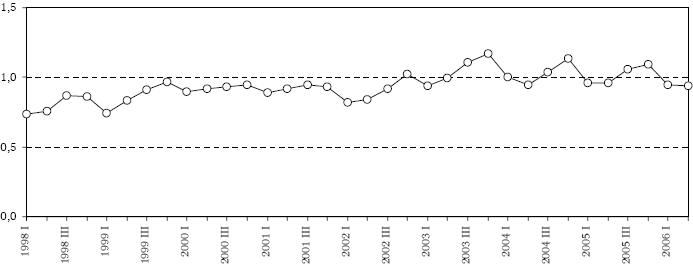 1,5
1,0
0,5
0,0
1998 I
1998 III
1999 I
1999 III
2000 I
2000 III
2001 I
2001 III
2002 I
2002 III
2003 I
2003 III
2004 I
2004 III
2005 I
2005 III
2006 I